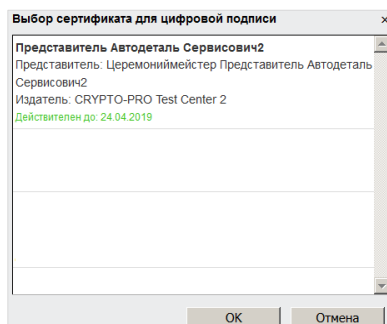 Выбор сертификата для цифровой подписи ×
Представитель Автодеталь Сервисович2
Представитель: Церемониймейстер Представитель Автодеталь
Сервисович2
Издатель: CRYPTO-PRO Test Center 2
Действителен до: 24.04.2019
OK Отмена